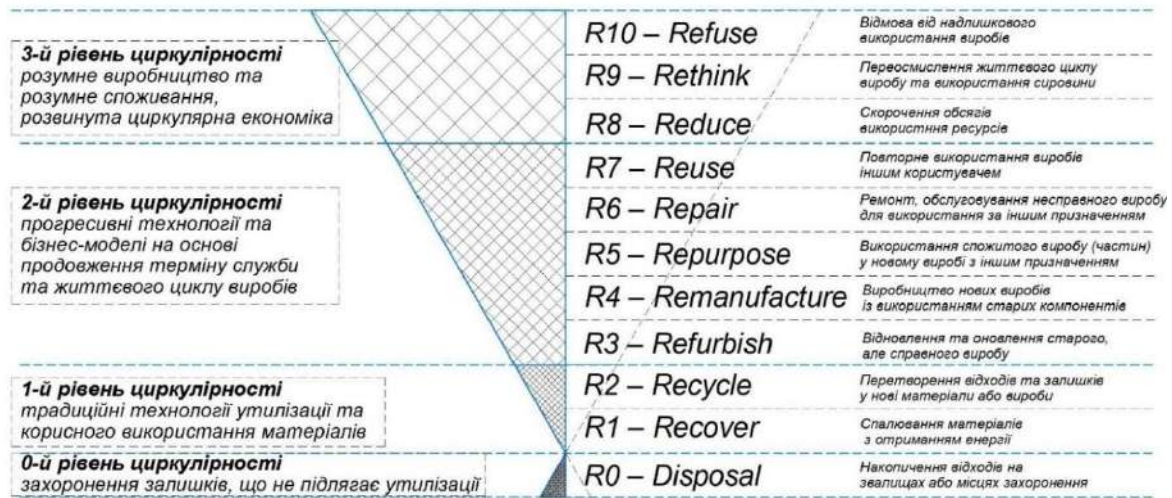 3-й рівень циркулярності
розумне виробництво та
розумне споживання,
розвинута циркулярна економіка
2-й рівень циркулярності
прогресивні технології та
бізнес-моделі на основі
продовження терміну служби
та життєвого циклу виробів
1-й рівень циркулярності
традиційні технології утилізації та
корисного використання матеріалів
0-й рівень циркулярності
захоронення залишків, що не підлягає утилізації
R10 – Refuse
Відмова від надлишкового
використання виробів
R9 – Rethink
Переосмислення життєвого циклу
виробу та використання сировини
R8 – Reduce
Скорочення обсягів
використння ресурсів
R7 – Reuse
Повторне використання виробів
іншим користувачем
R6 – Repair
Ремонт, обслуговування несправного виробу
для використання за іншим призначенням
R5 – Repurpose
Використання спожитого виробу (частин)
у новому виробі з іншим призначенням
R4 – Remanufacture
Виробництво нових виробів
із використанням старих компонентів
R3 – Refurbish
Відновлення та оновлення старого,
але справного виробу
R2 – Recycle
Перетворення відходів та залишків
у нові матеріали або вироби
R1 – Recover
Спалювання матеріалів
з отриманням енергії
R0 – Disposal
Накопичення відходів на
звалищах або місцях захоронення